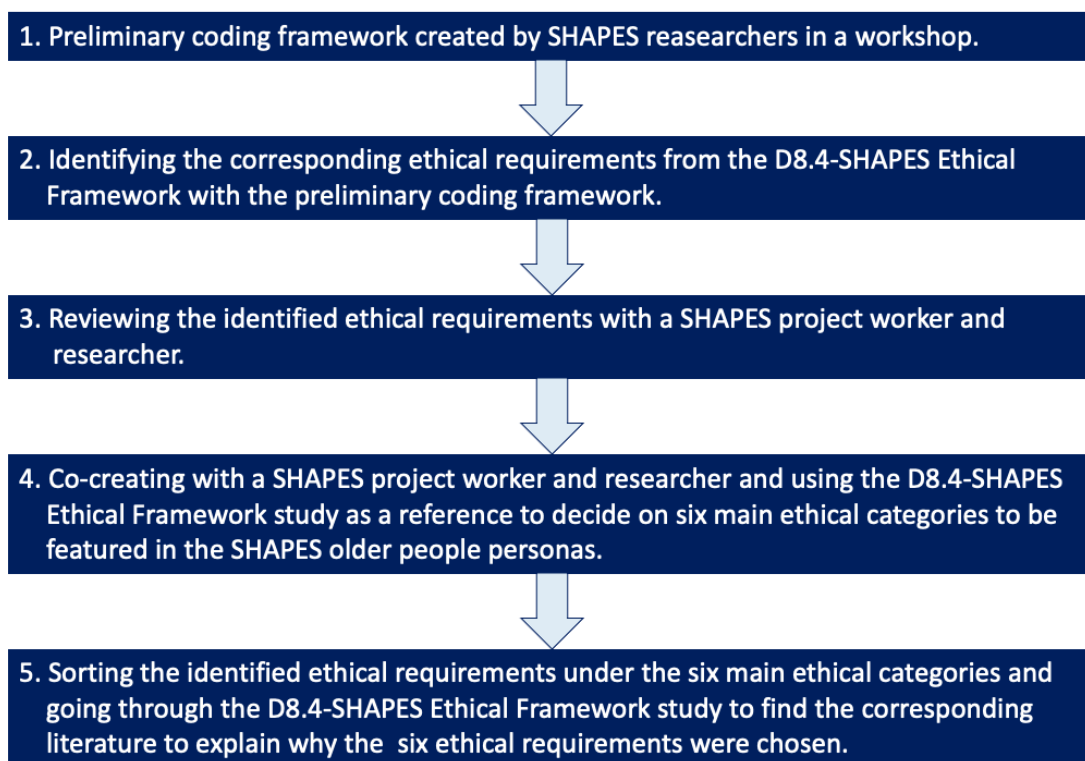 1. Preliminary coding framework created by SHAPES reasearchers in a workshop.
2. Identifying the corresponding ethical requirements from the D8.4-SHAPES Ethical
Framework with the preliminary coding framework.
3. Reviewing the identified ethical requirements with a SHAPES project worker and
researcher.
4. Co-creating with a SHAPES project worker and researcher and using the D8.4-SHAPES
Ethical Framework study as a reference to decide on six main ethical categories to be
featured in the SHAPES older people personas.
5. Sorting the identified ethical requirements under the six main ethical categories and
going through the D8.4-SHAPES Ethical Framework study to find the corresponding
literature to explain why the six ethical requirements were chosen.